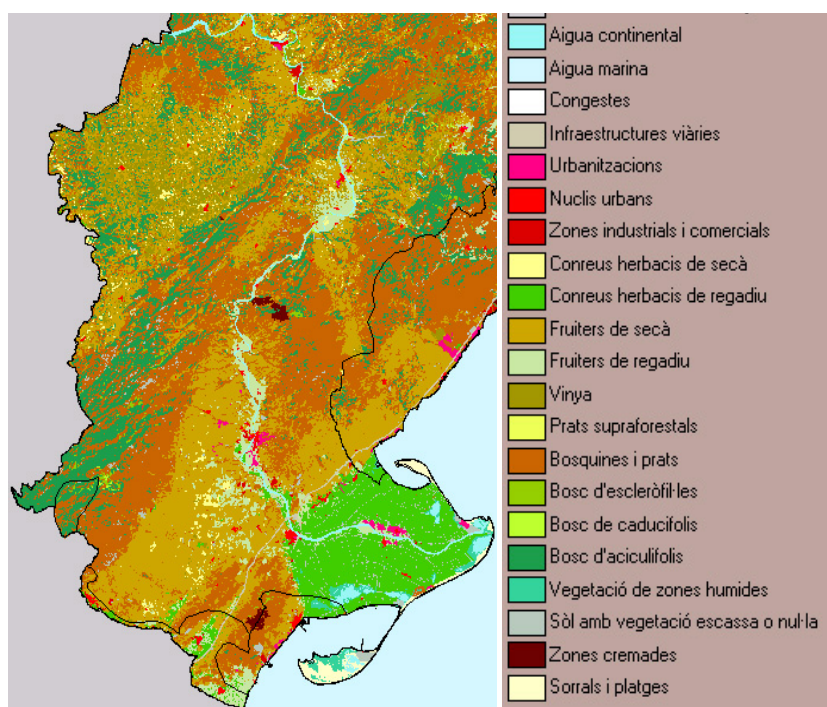 Aigua continental
Aigua marina
Congestes
Infraestructures viàries
Urbanitzacions
Nuclis urbans
Zones industrials i comercials
Conreus herbacis de secà
Conreus herbacis de regadiu
Fruiters de secà
Fruiters de regadiu
Vinya
Prats supraforestals
Bosquines i prats
Bosc d'escleròfil·les
Bosc de caducifolis
Bosc d'aciculifolis
Vegetació de zones humides
Sòl amb vegetació escassa o nul·la
Zones cremades
Sorrals i platges